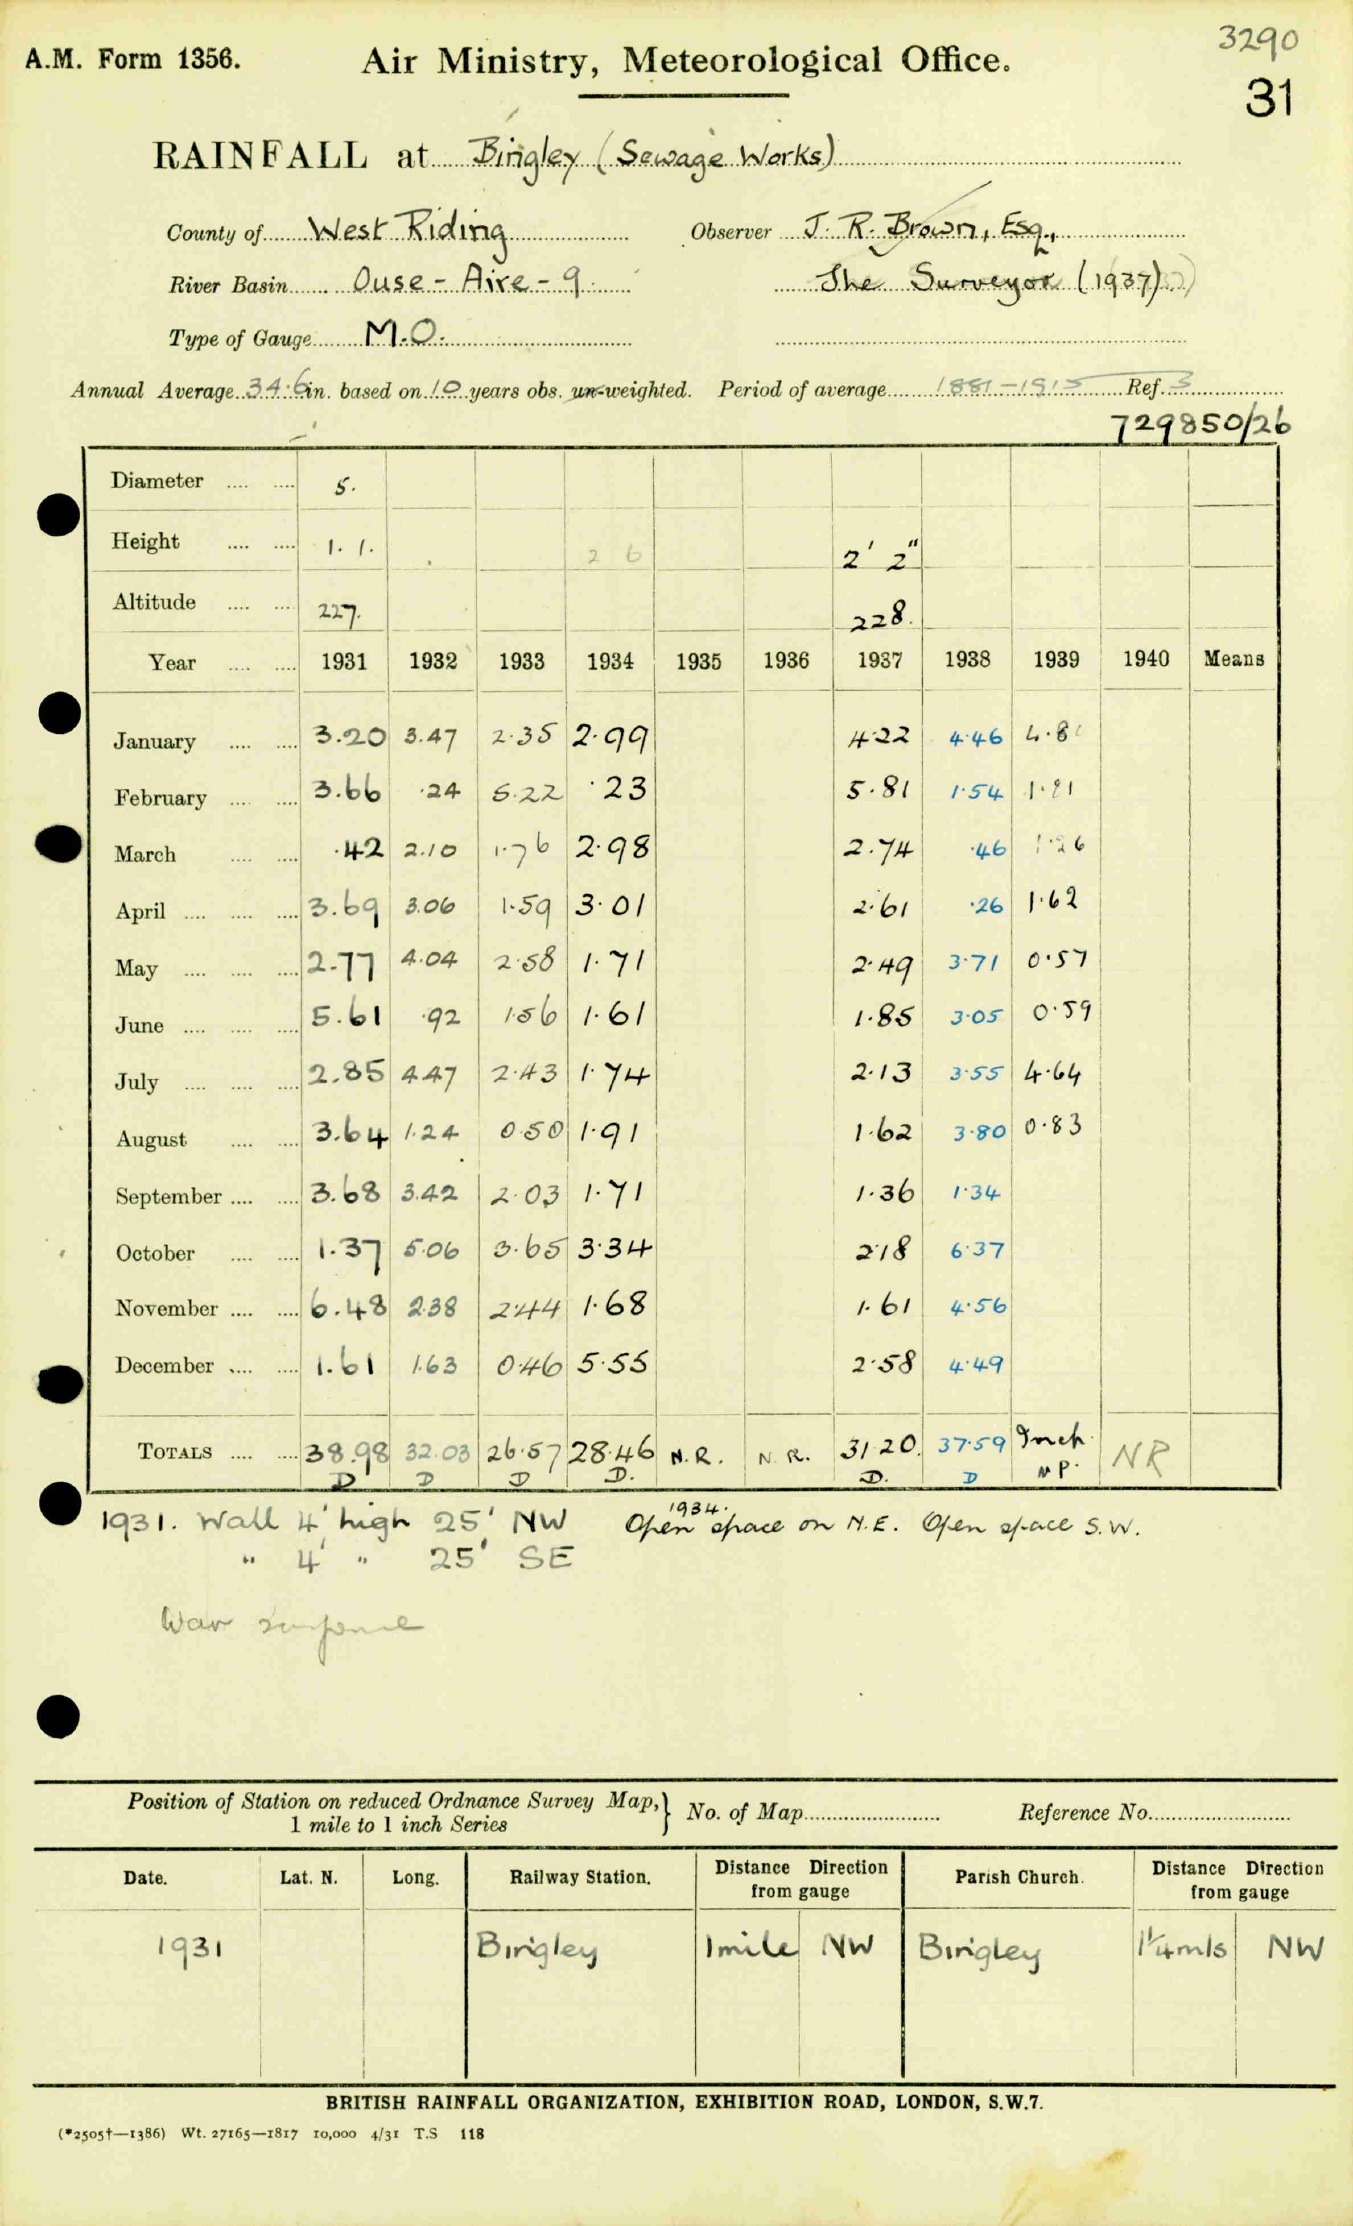 3290
A.M. Form 1356. Air Ministry, Meteorological Office.
31
RAINFALL at Bingley (Sewage Works)
County of West Riding Observer J. R. Brown, Esq.,
River Basin Ouse - Aire - 9. The Surveyor (1937)
Type of Gauge M.O.
Annual Average 34.6 in. based on 10 years obs. un-weighted. Period of average 1881-1915 Ref. 3
729850/26
Diameter 5.
Height 1. 1. 2 6 2' 2"
Altitude 227. 228.
Year 1931 1932 1933 1934 1935 1936 1937 1938 1939 1940 Means
January 3.20 3.47 2.35 2.99 4.22 4.46
February 3.66 .24 5.22 .23 5.81 1.54
March .42 2.10 1.76 2.98 2.74 .46
April 3.69 3.06 1.59 3.01 2.61 .26 1.62
May 2.77 4.04 2.58 1.71 2.49 3.71 0.57
June 5.61 .92 1.56 1.61 1.85 3.05 0.59
July 2.85 4.47 2.43 1.74 2.13 3.55 4.64
August 3.64 1.24 0.50 1.91 1.62 3.80 0.83
September 3.68 3.42 2.03 1.71 1.36 1.34
October 1.37 5.06 3.65 3.34 2.18 6.37
November 6.48 2.38 2.44 1.68 1.61 4.56
December 1.61 1.63 0.46 5.55 2.58 4.49
TOTALS 38.98 32.03 26.57 28.46 N.R. N.R. 31.20. 37.59 NR
D D D D. D. D
1931. Wall 4' high 25' NW 1934. Open space on N.E. Open space S.W.
" 4' " 25' SE
War
Position of Station on reduced Ordnance Survey Map, } No. of Map Reference No.
1 mile to 1 inch Series
Date. Lat. N. Long. Railway Station. Distance Direction from gauge Parish Church. Distance Direction from gauge
1931 Bingley 1 mile NW Bingley 1¼ mls NW
BRITISH RAINFALL ORGANIZATION, EXHIBITION ROAD, LONDON, S.W.7.
(*2505†—1386) Wt. 27165—1817 10,000 4/31 T.S 118